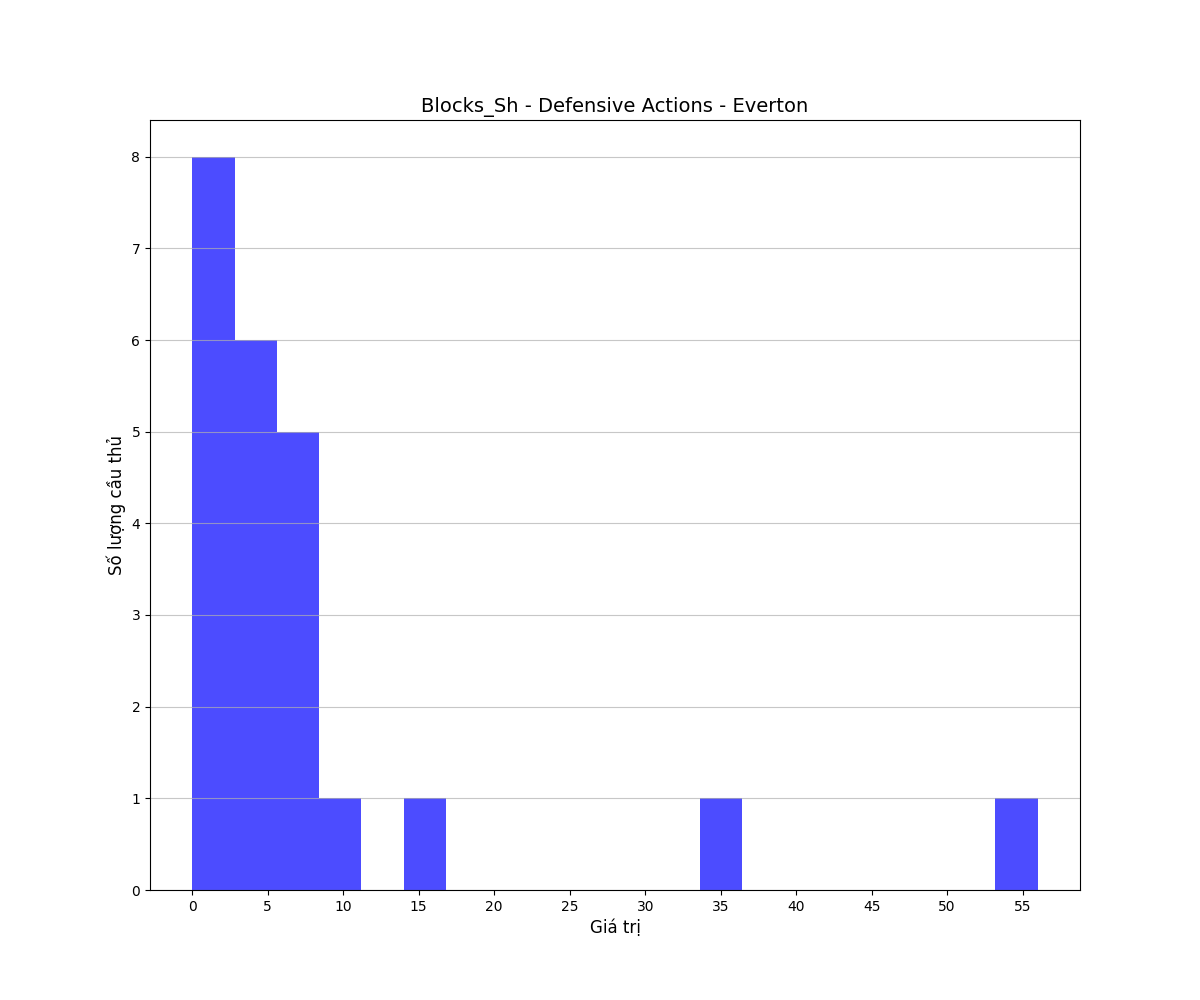 Blocks_Sh - Defensive Actions - Everton
Số lượng cầu thủ
8
7
6
5
4
3
2
1
0
0 5 10 15 20 25 30 35 40 45 50 55
Giá trị